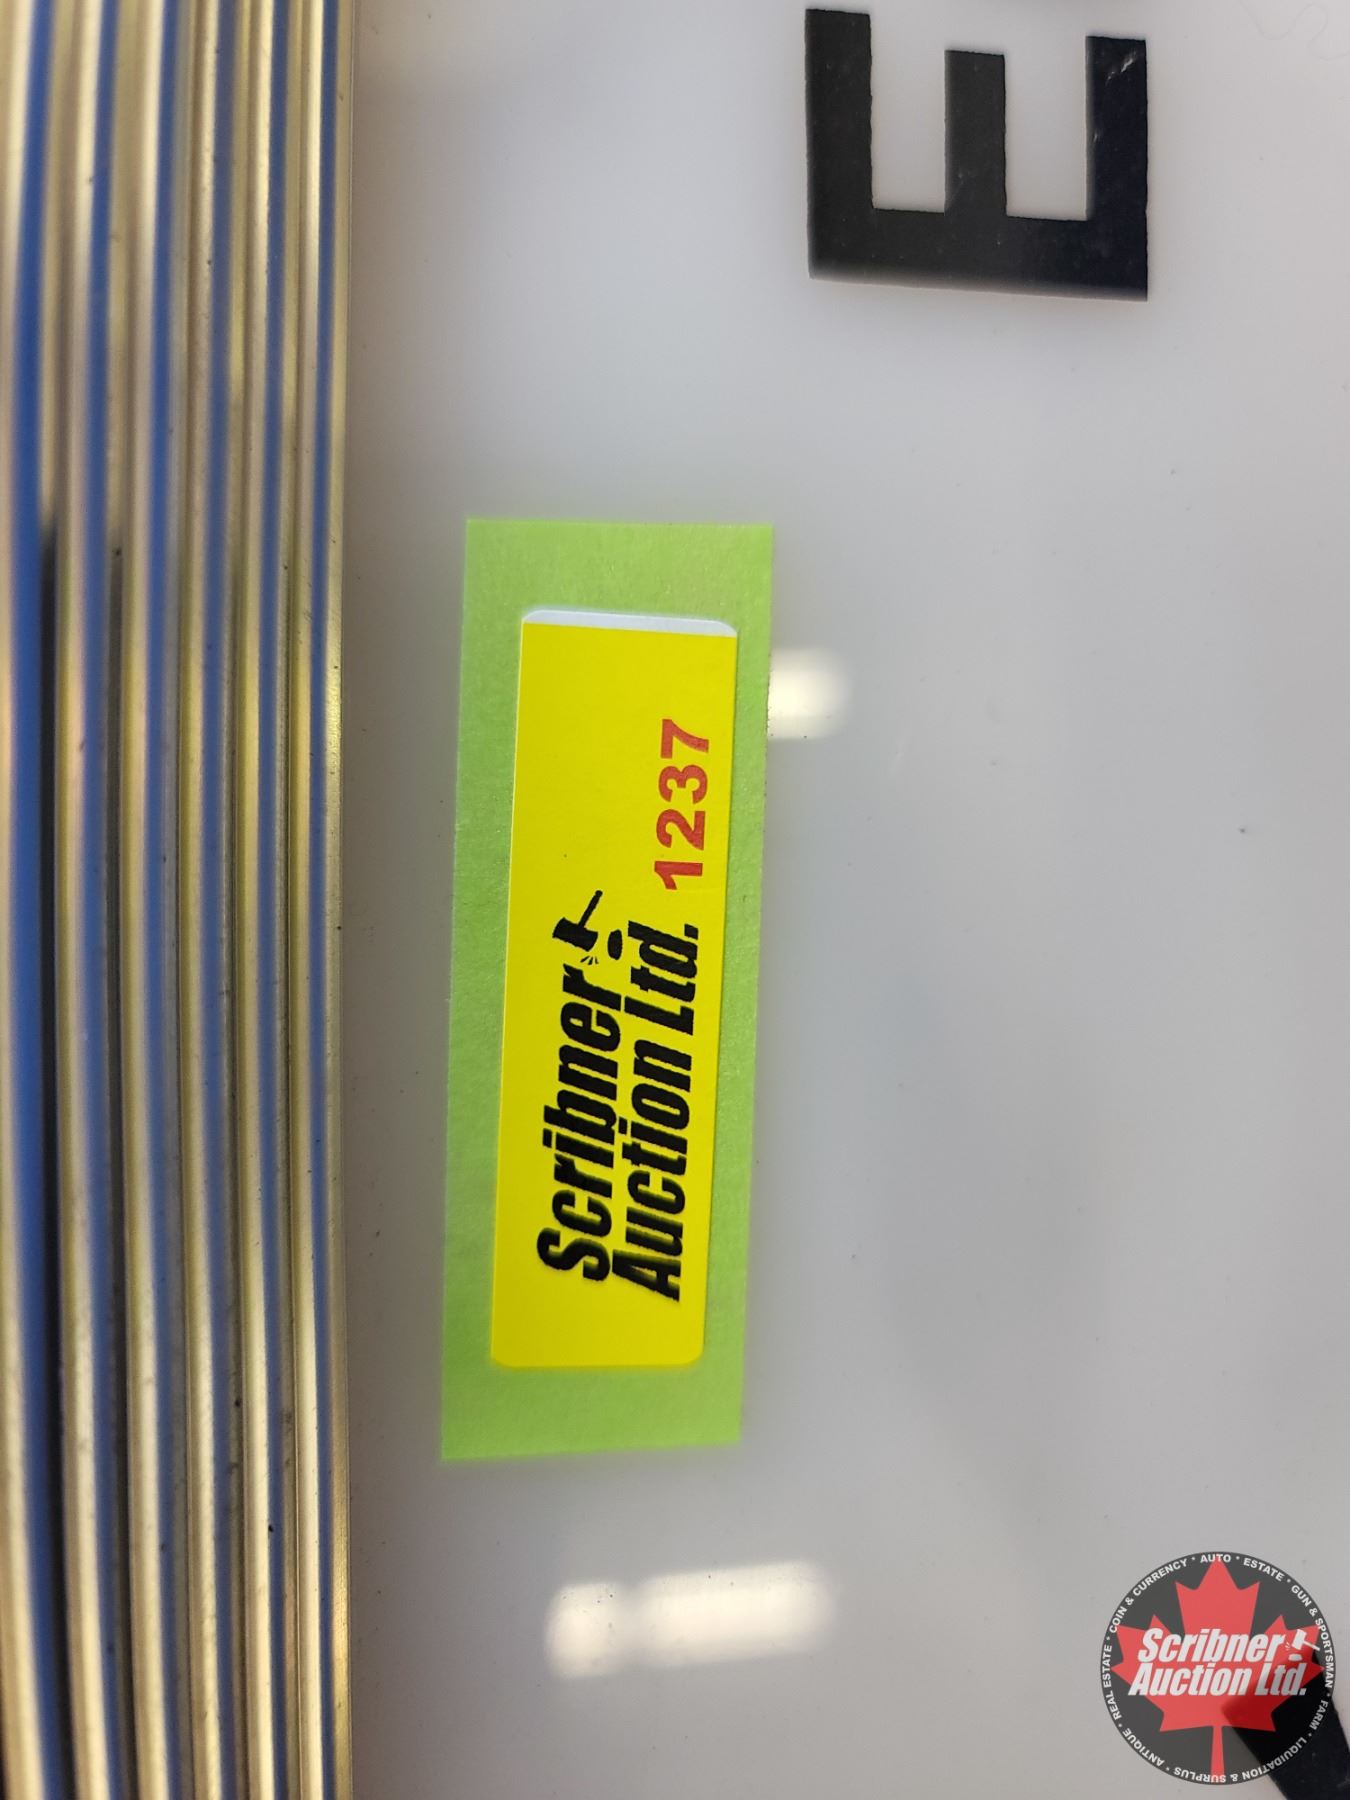 E
Scribner
Auction Ltd. 1237
ANTIQUE • REAL ESTATE • COIN & CURRENCY • AUTO • ESTATE • GUN & SPORTSMAN • FARM • LIQUIDATION & SURPLUS •
Scribner
Auction Ltd.